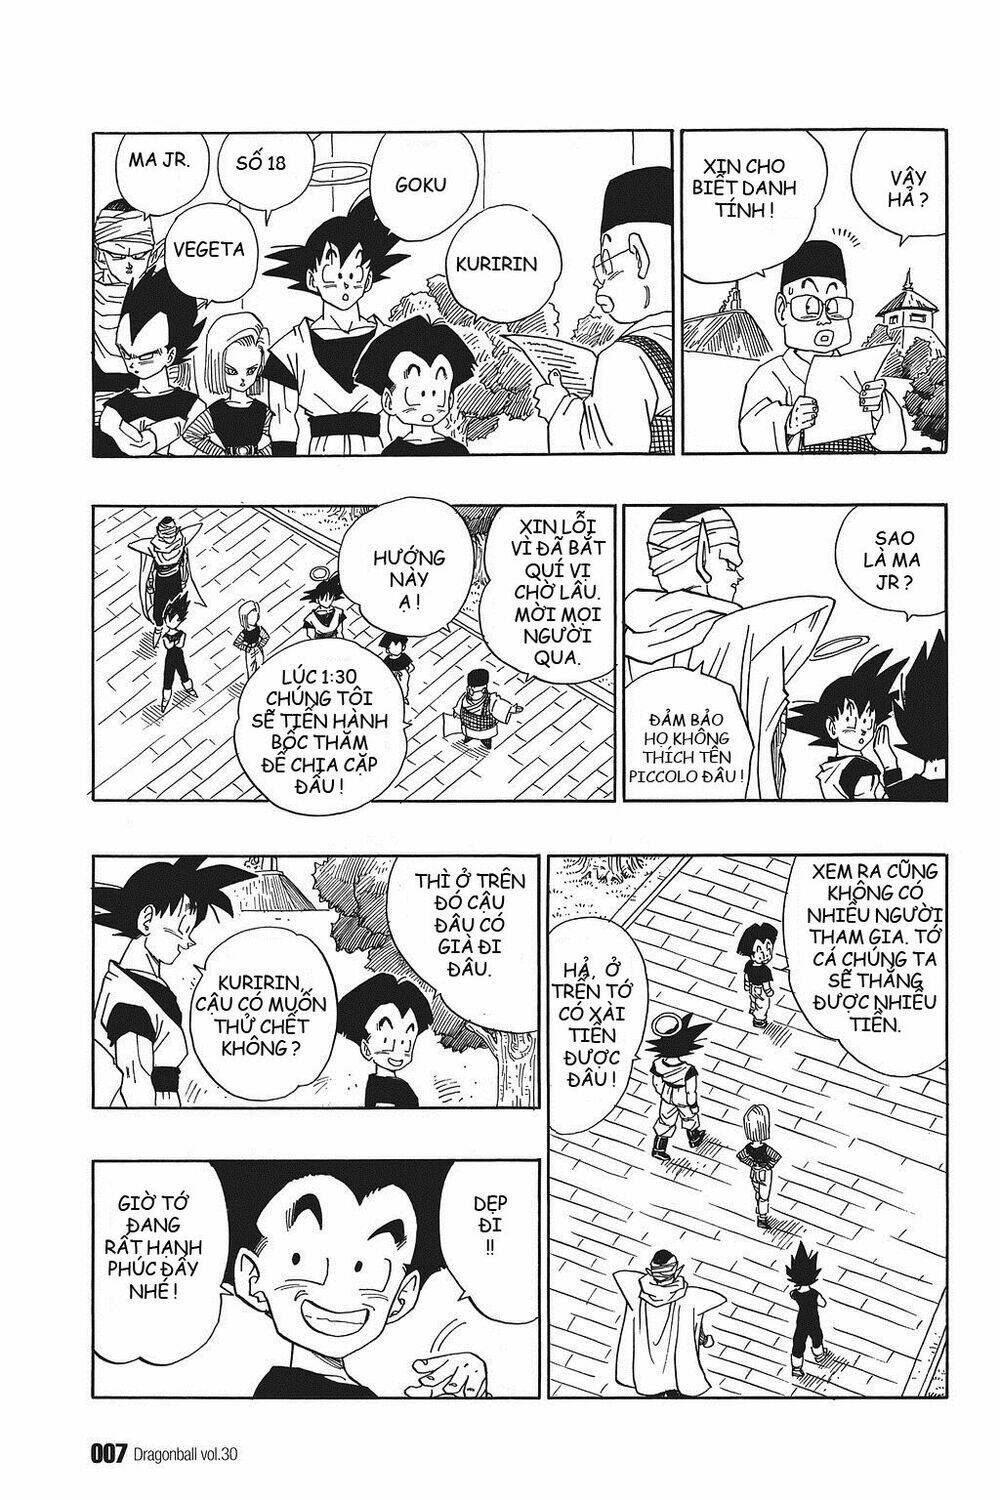 VẬY
HẢ ?
XIN CHO
BIẾT DANH
TÍNH !
KURIRIN
GOKU
SỐ 18
VEGETA
MA JR.
SAO
LÀ MA
JR ?
ĐẢM BẢO
HỌ KHÔNG
THÍCH TÊN
PICCOLO ĐÂU !
XIN LỖI
VÌ ĐÃ BẮT
QUÍ VỊ
CHỜ LÂU.
MỜI MỌI
NGƯỜI
QUA.
HƯỚNG
NÀY
Ạ !
LÚC 1:30
CHÚNG TỘI
SẼ TIẾN HÀNH
BỐC THĂM
ĐỂ CHIA CẶP
ĐẤU !
XEM RA CŨNG
KHÔNG CÓ
NHIỀU NGƯỜI
THAM GIA. TỚ
CÁ CHÚNG TA
SẼ THẮNG
ĐƯỢC NHIỀU
TIỀN.
HẢ, Ở
TRÊN TỚ
CÓ XÀI
TIỀN
ĐƯỢC
ĐÂU !
THÌ Ở TRÊN
ĐÓ CẬU
ĐÂU CÓ
GIÀ ĐI
ĐÂU.
KURIRIN,
CẬU CÓ MUỐN
THỬ CHẾT
KHÔNG ?
DẸP
ĐI
!!
GIỜ TỚ
ĐANG
RẤT HẠNH
PHÚC ĐẤY
NHÉ !
007 Dragonball vol.30